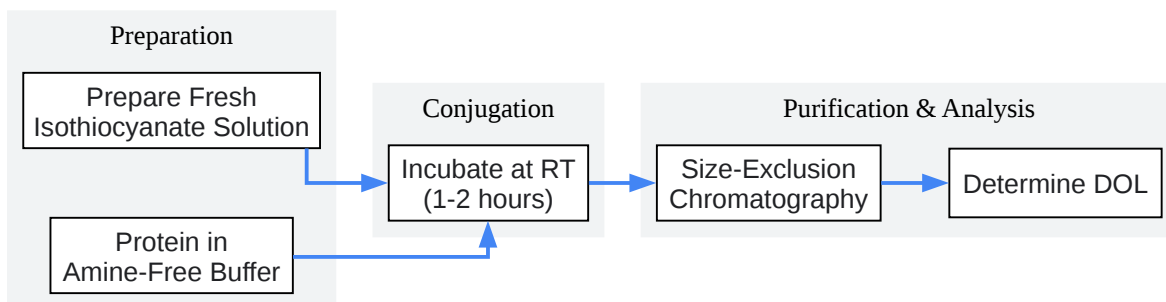 Preparation
Prepare Fresh
Isothiocyanate Solution
Protein in
Amine-Free Buffer
Conjugation
Incubate at RT
(1-2 hours)
Purification & Analysis
Size-Exclusion
Chromatography
Determine DOL